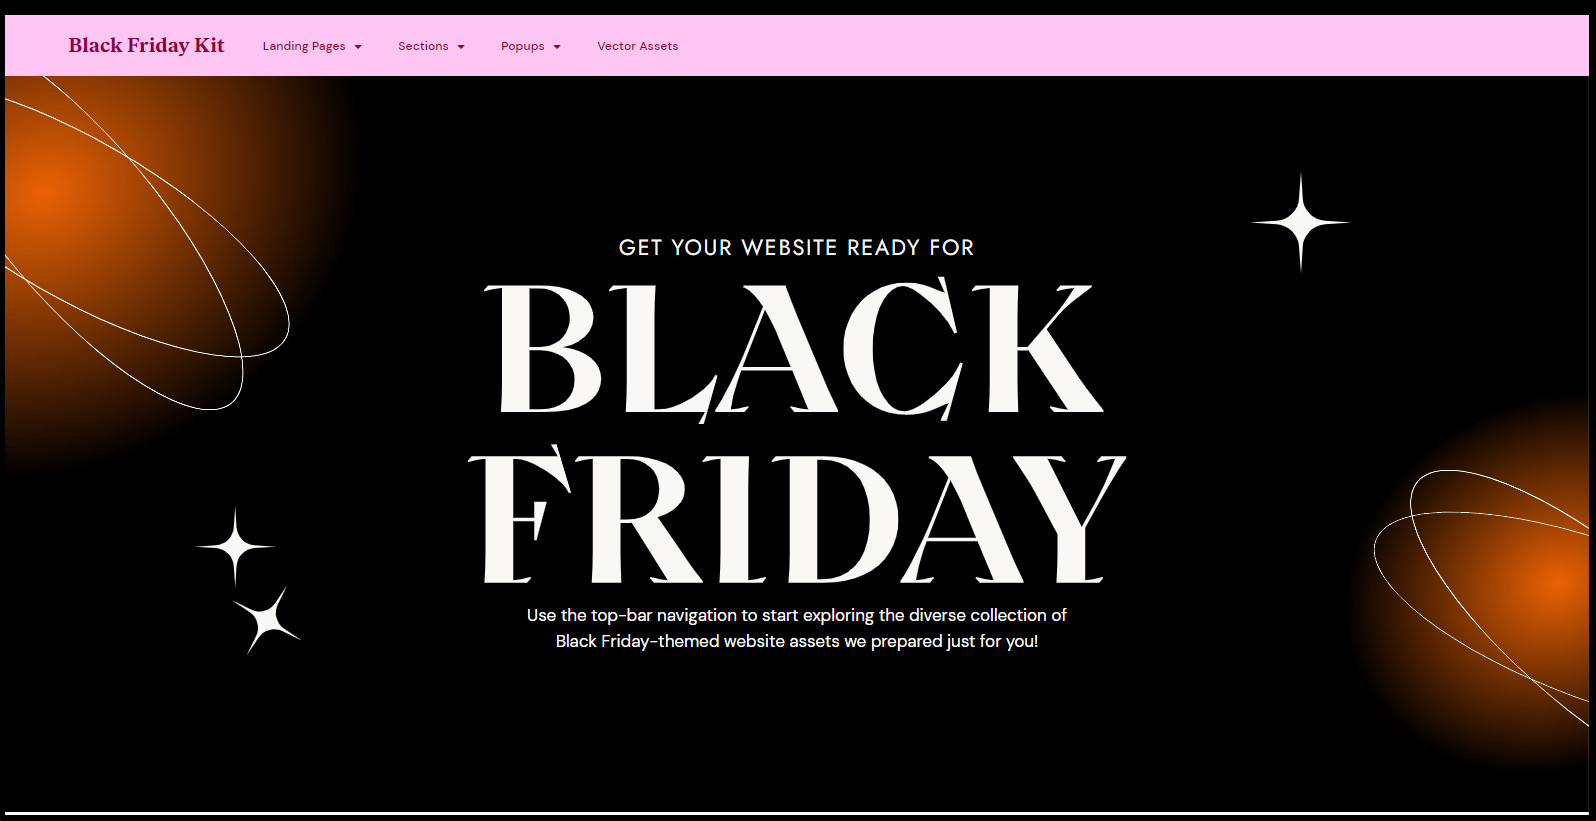 Black Friday Kit
Landing Pages
Sections
Popups
Vector Assets
GET YOUR WEBSITE READY FOR
BLACK
FRIDAY
Use the top-bar navigation to start exploring the diverse collection of
Black Friday-themed website assets we prepared just for you!